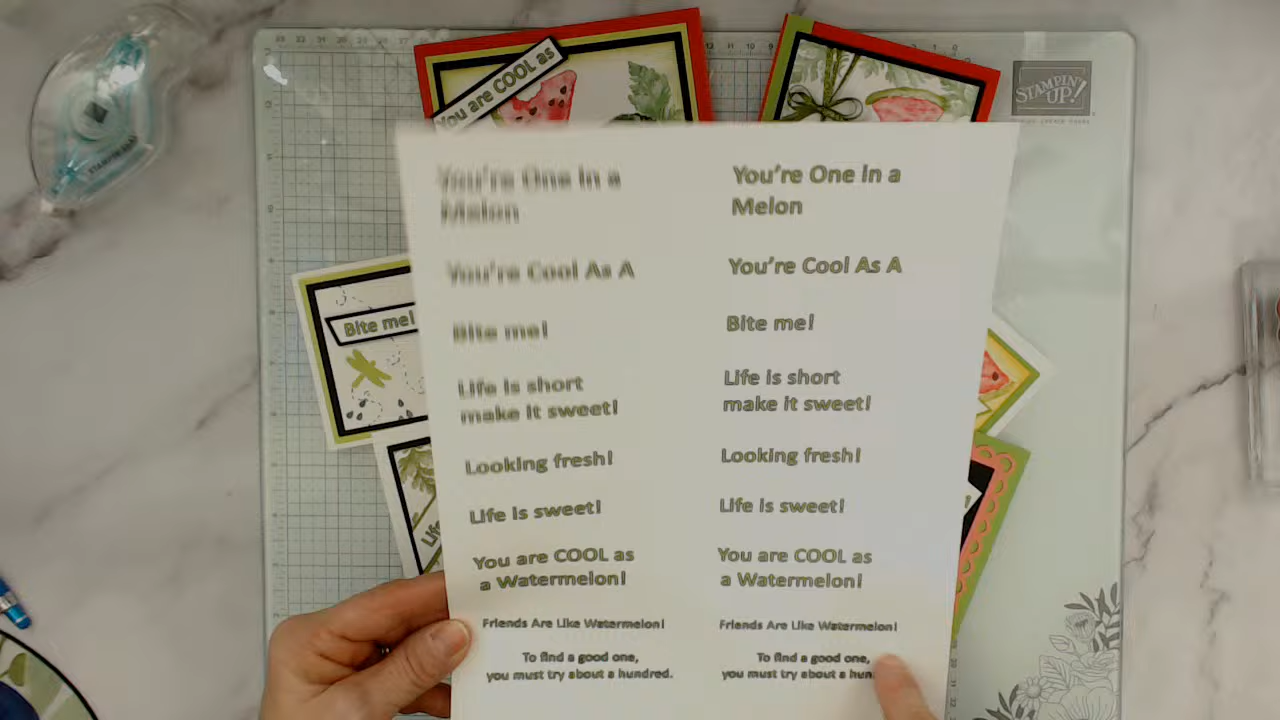 You are COOL as
STAMPIN' UP!
You're One in a
Melon
You're Cool As A
Bite me!
Life is short
make it sweet!
Looking fresh!
Life is sweet!
You are COOL as
a Watermelon!
Friends Are Like Watermelon!
To find a good one,
you must try about a hundred.
You're One in a
Melon
You're Cool As A
Bite me!
Life is short
make it sweet!
Looking fresh!
Life is sweet!
You are COOL as
a Watermelon!
Friends Are Like Watermelon!
To find a good one,
you must try about a hun
Bite me!